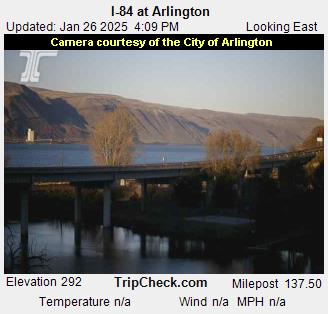 I-84 at Arlington
Updated: Jan 26 2025 4:09 PM Looking East
Camera courtesy of the City of Arlington
Elevation 292 TripCheck.com Milepost 137.50
Temperature n/a Wind n/a MPH n/a